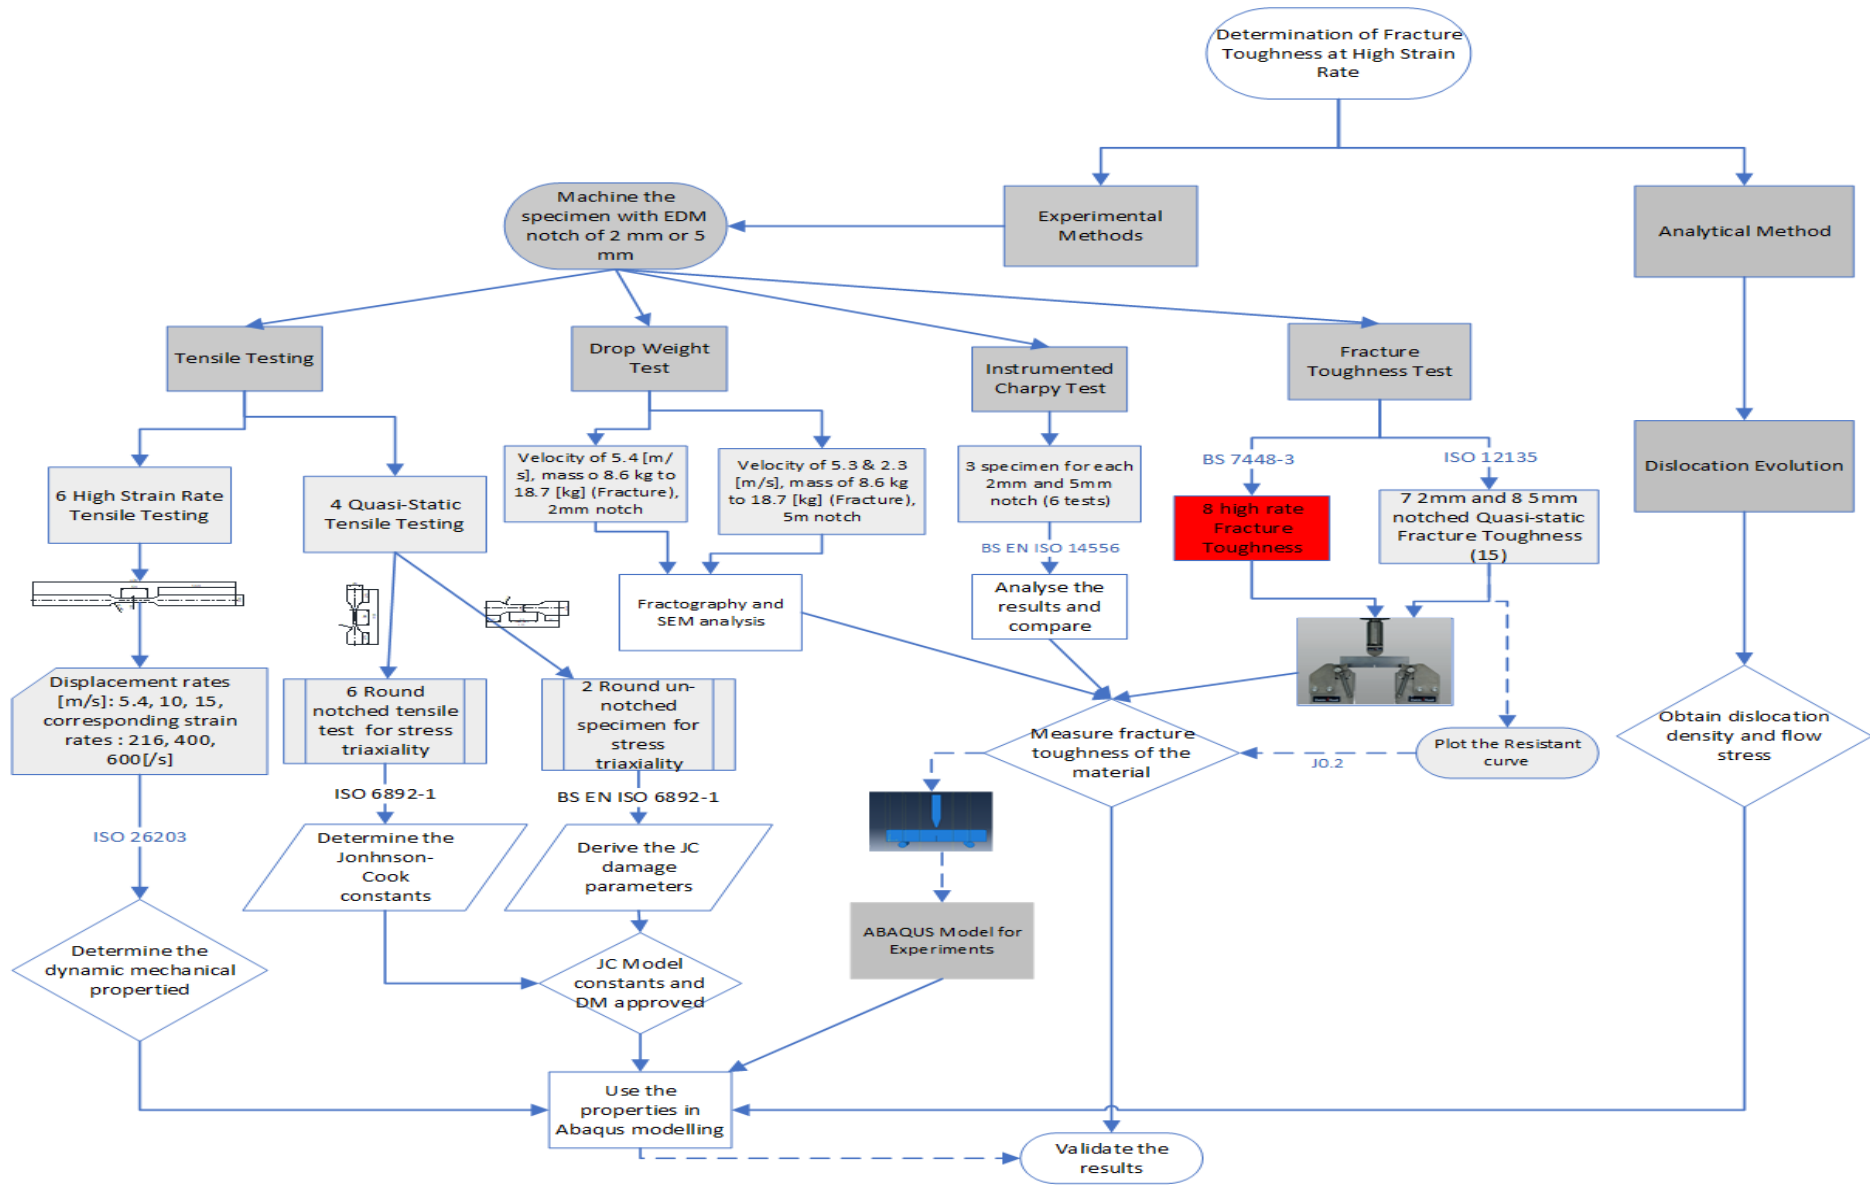 Determination of Fracture
Toughness at High Strain
Rate
Machine the
specimen with EDM
notch of 2 mm or 5
mm
Experimental
Methods
Analytical Method
Tensile Testing
Drop Weight
Test
Instrumented
Charpy Test
Fracture
Toughness Test
6 High Strain Rate
Tensile Testing
4 Quasi-Static
Tensile Testing
Velocity of 5.4 [m/
s], mass o 8.6 kg to
18.7 [kg] (Fracture),
2mm notch
Velocity of 5.3 & 2.3
[m/s], mass of 8.6 kg
to 18.7 [kg] (Fracture),
5m notch
3 specimen for each
2mm and 5mm
notch (6 tests)
BS 7448-3
ISO 12135
8 high rate
Fracture
Toughness
7 2mm and 8 5mm
notched Quasi-static
Fracture Toughness
(15)
Dislocation Evolution
BS EN ISO 14556
Fractography and
SEM analysis
Analyse the
results and
compare
Displacement rates
[m/s]: 5.4, 10, 15,
corresponding strain
rates : 216, 400,
600[/s]
6 Round
notched tensile
test for stress
triaxiality
2 Round un-
notched
specimen for
stress
triaxiality
Measure fracture
toughness of the
material
J0.2
Plot the Resistant
curve
Obtain dislocation
density and flow
stress
ISO 6892-1
BS EN ISO 6892-1
ISO 26203
Determine the
Jonhnson-
Cook
constants
Derive the JC
damage
parameters
ABAQUS Model for
Experiments
Determine the
dynamic mechanical
propertied
JC Model
constants and
DM approved
Use the
properties in
Abaqus modelling
Validate the
results